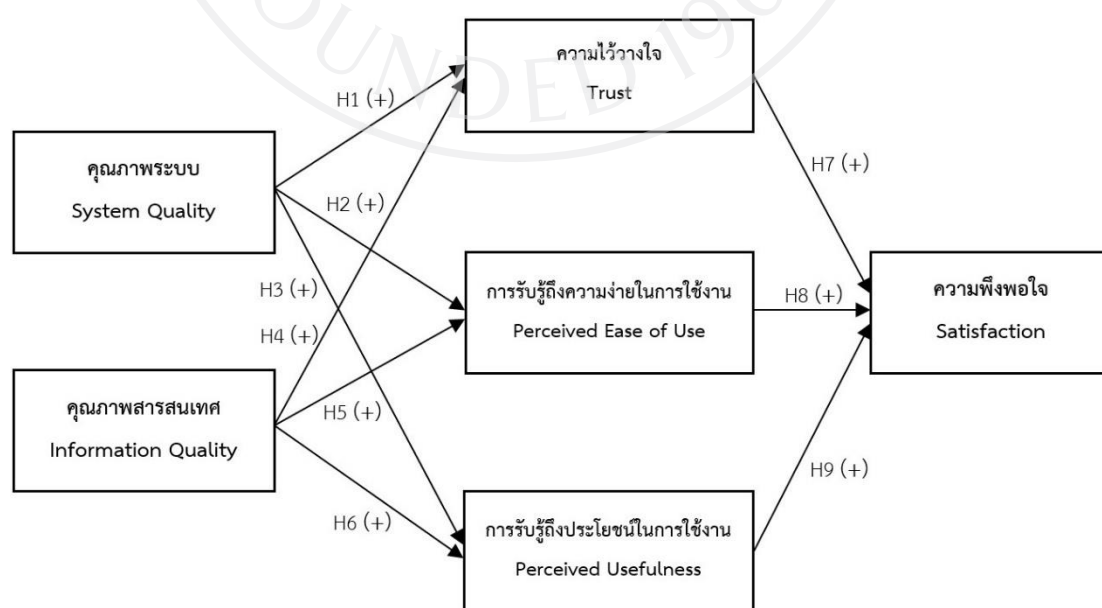 OUNDED 196
ความไว้วางใจ
Trust
H1 (+)
คุณภาพระบบ
System Quality
H2 (+)
H7 (+)
H3 (+)
การรับรู้ถึงความง่ายในการใช้งาน
Perceived Ease of Use
H8 (+)
ความพึงพอใจ
Satisfaction
H4 (+)
คุณภาพสารสนเทศ
Information Quality
H5 (+)
H9 (+)
H6 (+)
การรับรู้ถึงประโยชน์ในการใช้งาน
Perceived Usefulness